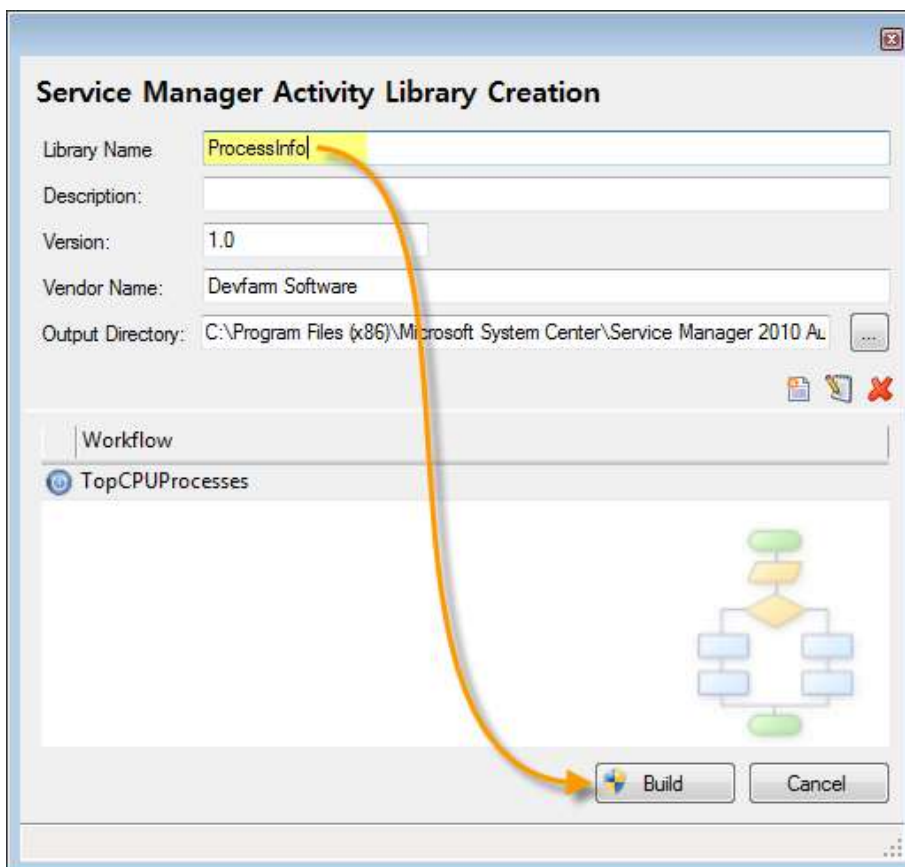 Service Manager Activity Library Creation
Library Name ProcessInfo
Description:
Version: 1.0
Vendor Name: Devfarm Software
Output Directory: C:\Program Files (x86)\Microsoft System Center\Service Manager 2010 Au ...
Workflow
TopCPUProcesses
Build Cancel